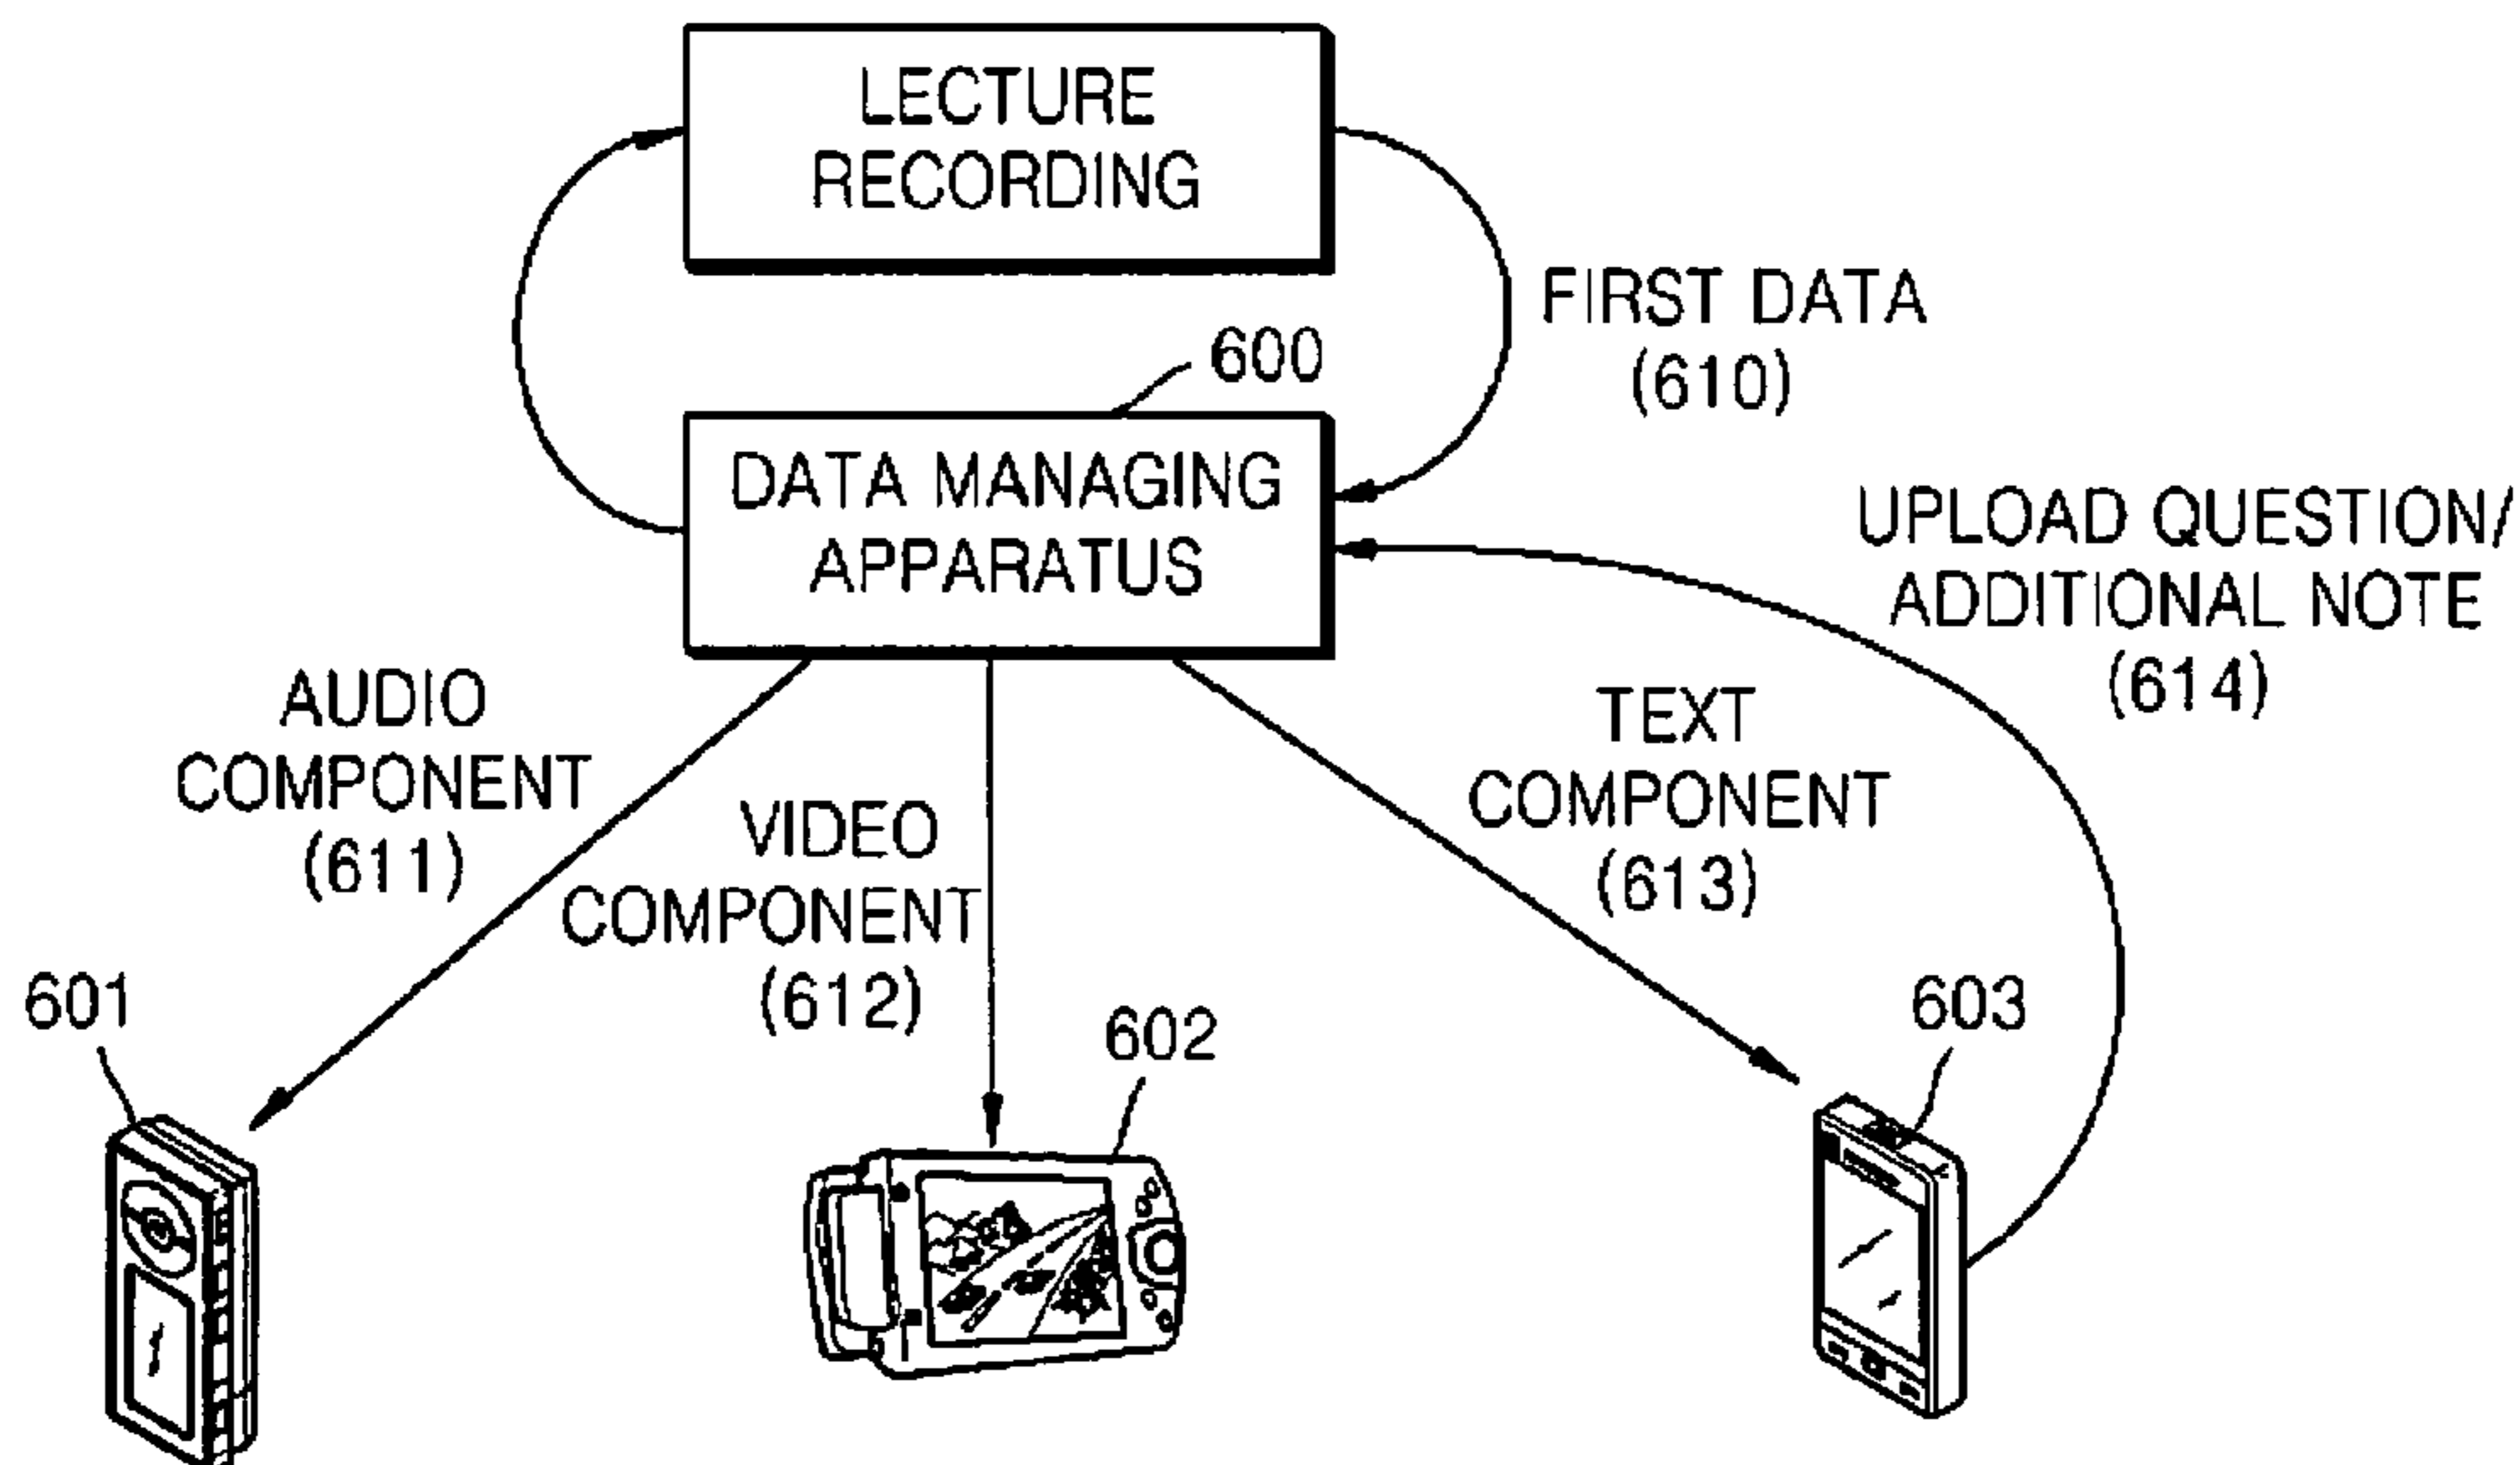 LECTURE
RECORDING
FIRST DATA
(610)
600
DATA MANAGING
APPARATUS
UPLOAD QUESTION/
ADDITIONAL NOTE
(614)
AUDIO
COMPONENT
(611)
VIDEO
COMPONENT
(612)
TEXT
COMPONENT
(613)
601
602
603